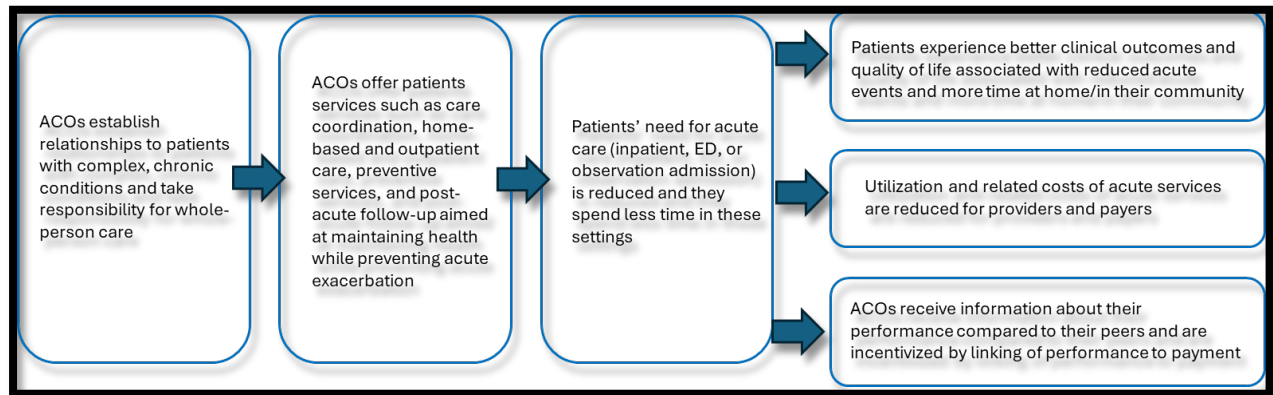 ACOs establish
relationships to patients
with complex, chronic
conditions and take
responsibility for whole-
person care
ACOs offer patients
services such as care
coordination, home-
based and outpatient
care, preventive
services, and post-
acute follow-up aimed
at maintaining health
while preventing acute
exacerbation
Patients' need for acute
care (inpatient, ED, or
observation admission)
is reduced and they
spend less time in these
settings
Patients experience better clinical outcomes and
quality of life associated with reduced acute
events and more time at home/in their community
Utilization and related costs of acute services
are reduced for providers and payers
ACOs receive information about their
performance compared to their peers and are
incentivized by linking of performance to payment